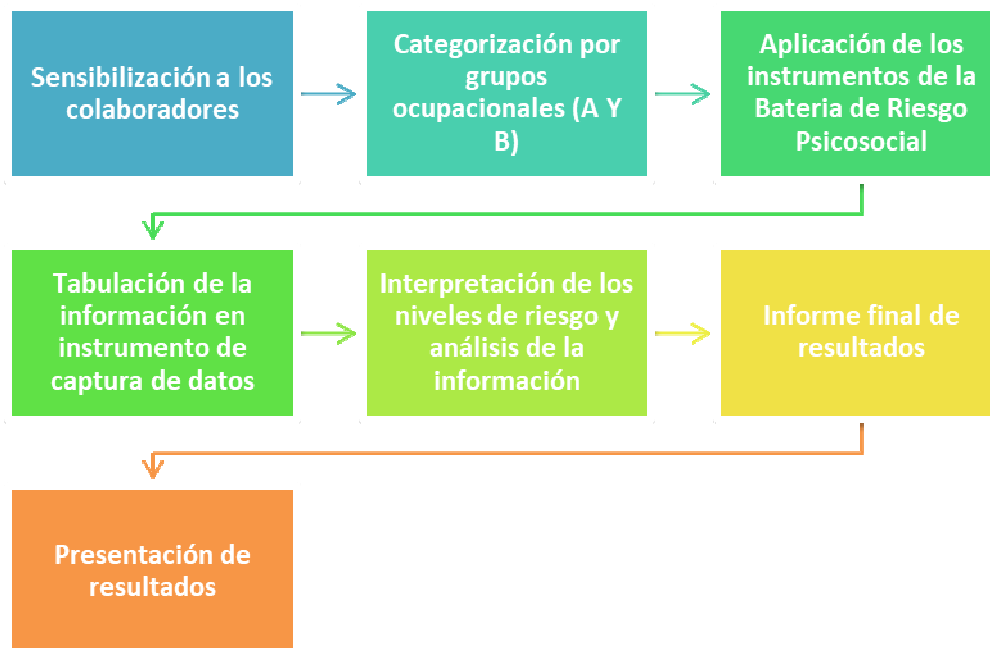 Sensibilización a los
colaboradores
Categorización por
grupos
ocupacionales (A Y
B)
Aplicación de los
instrumentos de la
Bateria de Riesgo
Psicosocial
Tabulación de la
información en
instrumento de
captura de datos
Interpretación de los
niveles de riesgo y
análisis de la
información
Informe final de
resultados
Presentación de
resultados